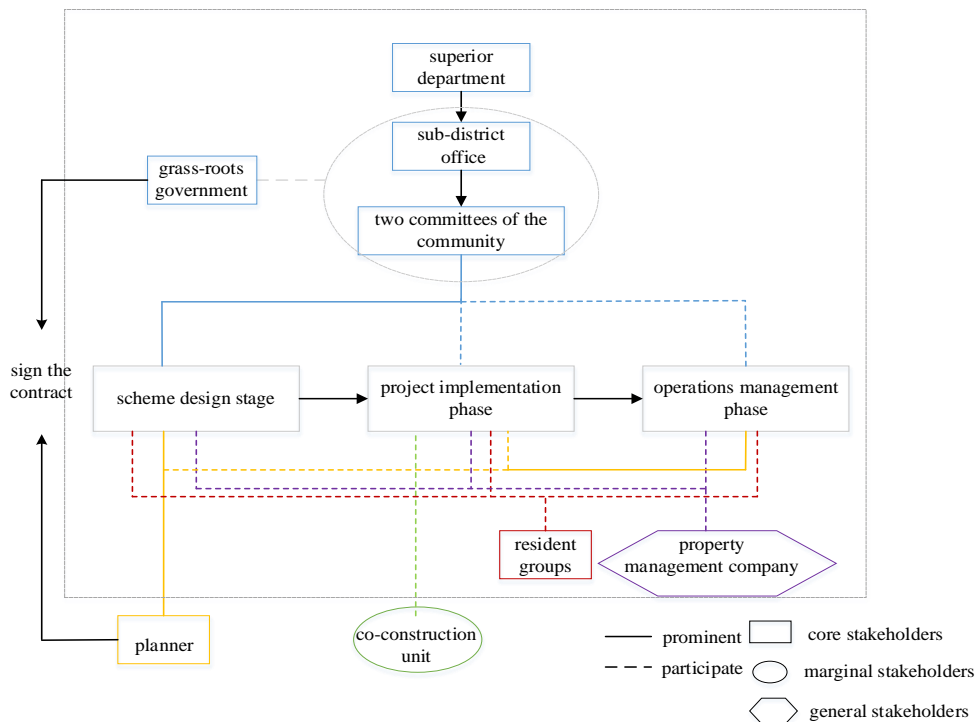 superior
department
sub-district
office
grass-roots
government
two committees of the
community
sign the
contract
scheme design stage
project implementation
phase
operations management
phase
resident
groups
property
management company
planner
co-construction
unit
prominent
participate
core stakeholders
marginal stakeholders
general stakeholders